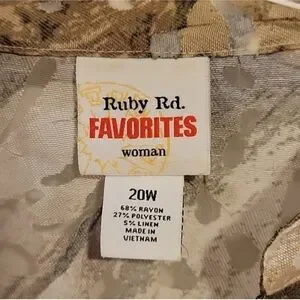 Ruby Rd.
FAVORITES
woman
20W
68% RAYON
27% POLYESTER
5% LINEN
MADE IN
VIETNAM